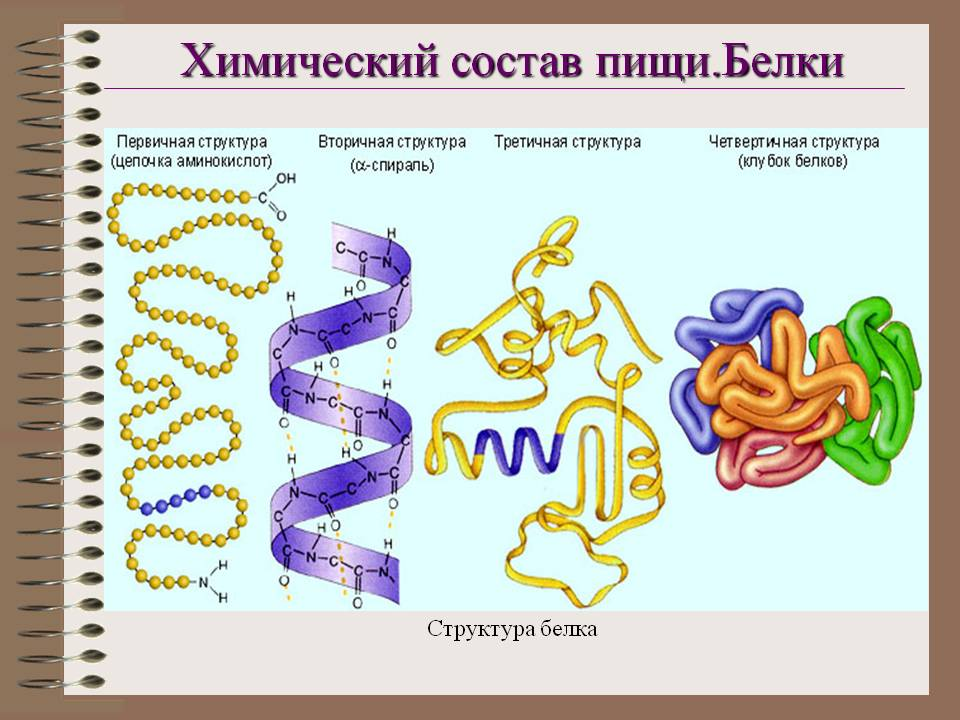 Химический состав пищи.Белки
Первичная структура
(цепочка аминокислот)
Вторичная структура
(α-спираль)
Третичная структура
Четвертичная структура
(клубок белков)
OH
C
O
N
H
H
Структура белка